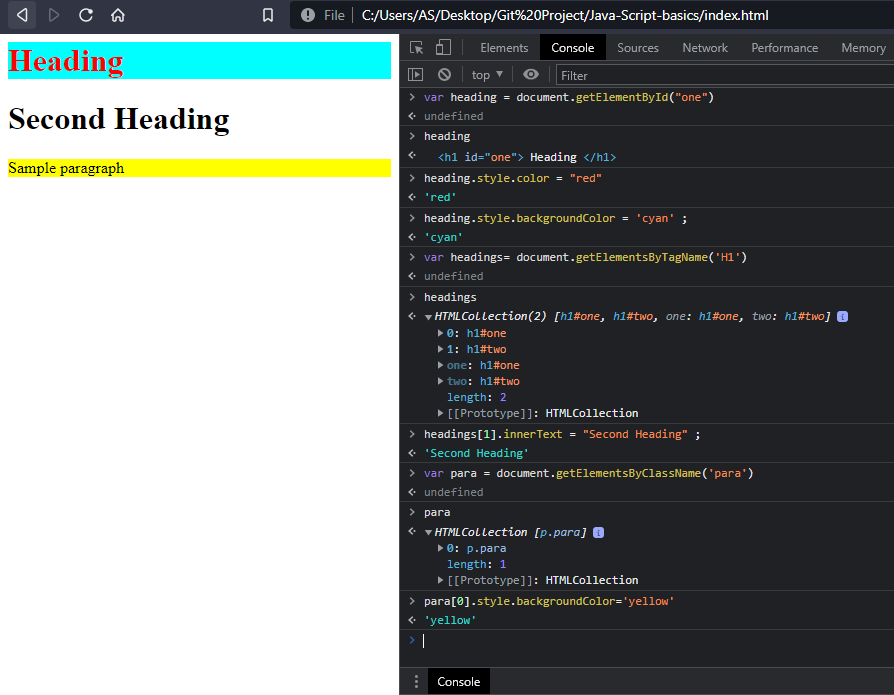 File C:/Users/AS/Desktop/Git%20Project/Java-Script-basics/index.html
Heading
Second Heading
Sample paragraph
Elements Console Sources Network Performance Memory
top ▼ Filter
> var heading = document.getElementById("one")
<· undefined
> heading
<· <h1 id="one"> Heading </h1>
> heading.style.color = "red"
<· 'red'
> heading.style.backgroundColor = 'cyan' ;
<· 'cyan'
> var headings= document.getElementsByTagName('H1')
<· undefined
> headings
<· ▼HTMLCollection(2) [h1#one, h1#two, one: h1#one, two: h1#two] i
▶0: h1#one
▶1: h1#two
▶one: h1#one
▶two: h1#two
length: 2
▶[[Prototype]]: HTMLCollection
> headings[1].innerText = "Second Heading" ;
<· 'Second Heading'
> var para = document.getElementsByClassName('para')
<· undefined
> para
<· ▼HTMLCollection [p.para] i
▶0: p.para
length: 1
▶[[Prototype]]: HTMLCollection
> para[0].style.backgroundColor='yellow'
<· 'yellow'
>
Console